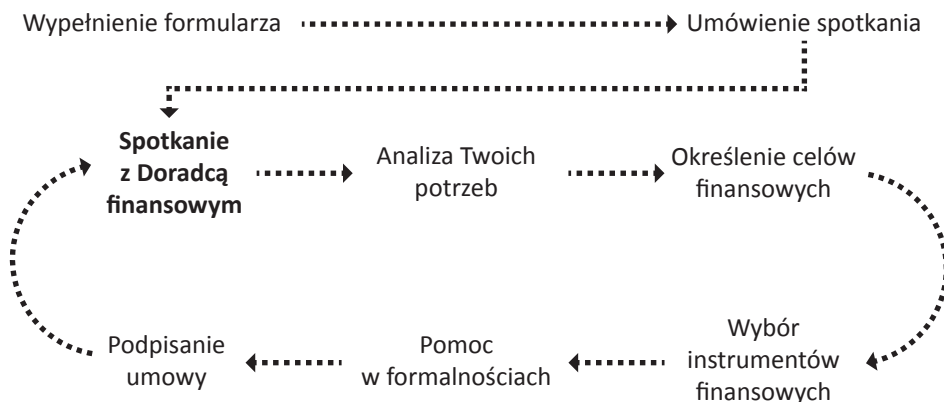 Wypełnienie formularza
Umówienie spotkania
Spotkanie
z Doradcą
finansowym
Analiza Twoich
potrzeb
Określenie celów
finansowych
Wybór
instrumentów
finansowych
Pomoc
w formalnościach
Podpisanie
umowy